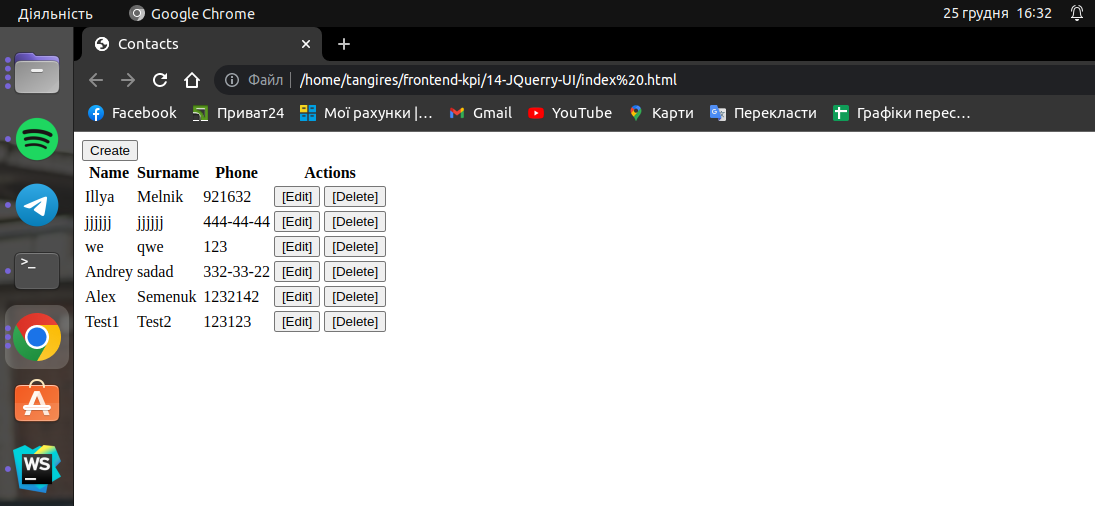 Діяльність Google Chrome 25 грудня 16:32
Contacts
Файл /home/tangires/frontend-kpi/14-JQuerry-UI/index%20.html
Facebook Приват24 Мої рахунки |... Gmail YouTube Карти Перекласти Графіки перес...
Create
Name Surname Phone Actions
Illya Melnik 921632 [Edit] [Delete]
jjjjjj jjjjjj 444-44-44 [Edit] [Delete]
we qwe 123 [Edit] [Delete]
Andrey sadad 332-33-22 [Edit] [Delete]
Alex Semenuk 1232142 [Edit] [Delete]
Test1 Test2 123123 [Edit] [Delete]
>_
WS